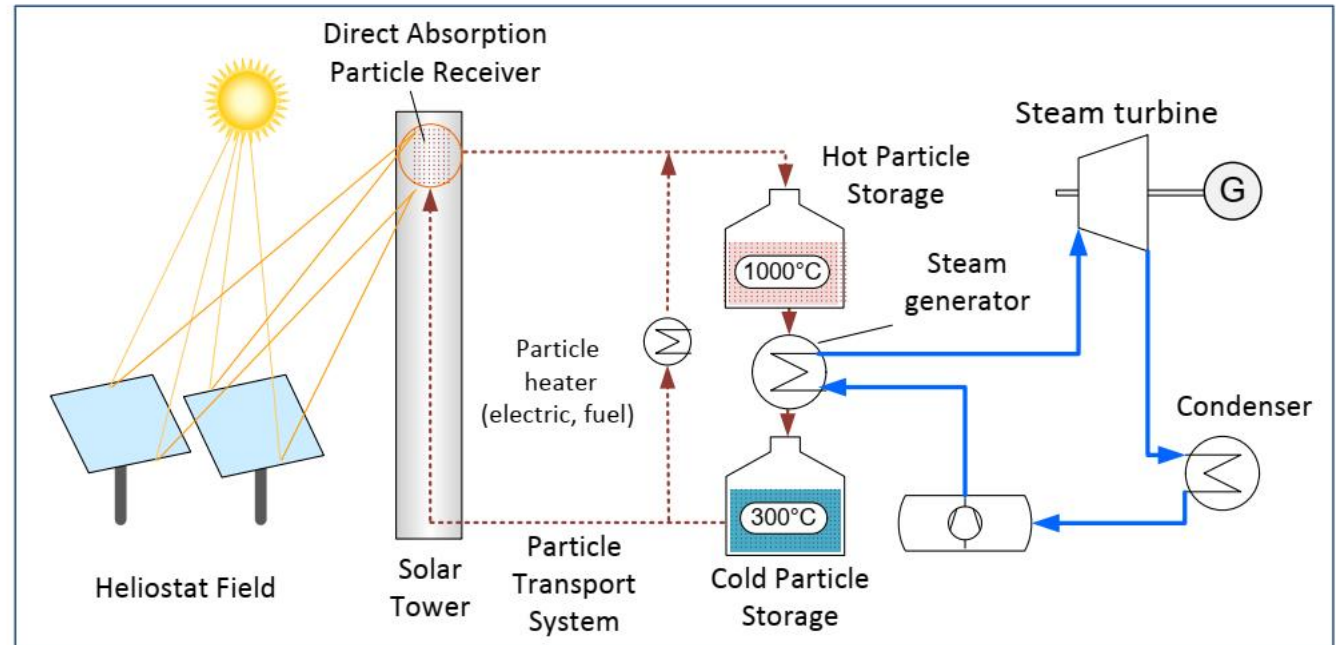 Direct Absorption
Particle Receiver
Steam turbine
G
Hot Particle
Storage
1000°C
Steam
generator
Particle
heater
(electric, fuel)
Condenser
300°C
Heliostat Field
Solar
Tower
Particle
Transport
System
Cold Particle
Storage